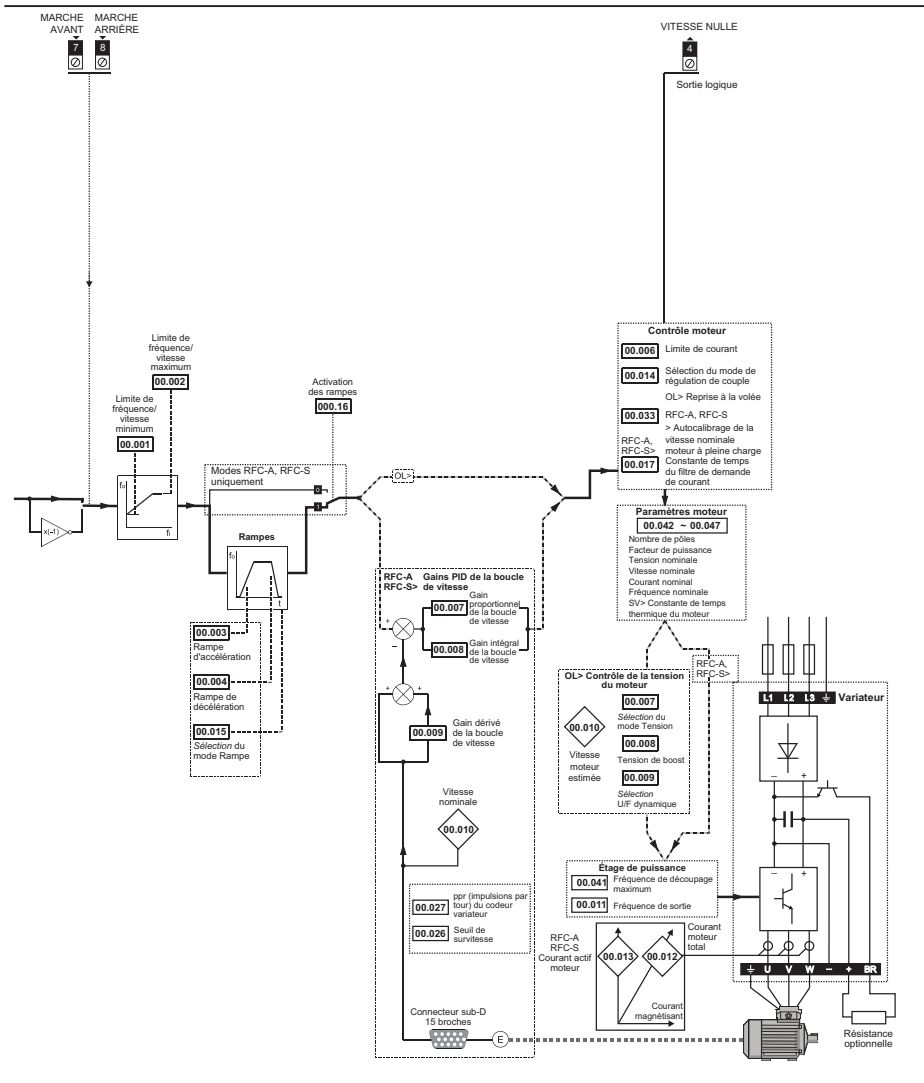 MARCHE
AVANT
MARCHE
ARRIÈRE
7
8
VITESSE NULLE
4
Sortie logique
Limite de
fréquence/
vitesse
maximum
00.002
Limite de
fréquence/
vitesse
minimum
00.001
Activation
des rampes
000.16
Modes RFC-A, RFC-S
uniquement
0
1
OL>
x(-1)
fo
fi
Rampes
fo
t
00.003
Rampe
d'accélération
00.004
Rampe de
décélération
00.015
Sélection du
mode Rampe
RFC-A
RFC-S>
Gains PID de la boucle
de vitesse
00.007
Gain
proportionnel
de la boucle
de vitesse
00.008
Gain intégral
de la boucle
de vitesse
+
–
+
+
00.009
Gain dérivé
de la boucle
de vitesse
Vitesse
nominale
00.010
00.027
ppr (impulsions par
tour) du codeur
variateur
00.026
Seuil de
survitesse
Connecteur sub-D
15 broches
E
Contrôle moteur
00.006
Limite de courant
00.014
Sélection du mode de
régulation de couple
OL> Reprise à la volée
00.033
RFC-A, RFC-S
> Autocalibrage de la
vitesse nominale
moteur à pleine charge
RFC-A,
RFC-S>
00.017
Constante de temps
du filtre de demande
de courant
Paramètres moteur
00.042 ~ 00.047
Nombre de pôles
Facteur de puissance
Tension nominale
Vitesse nominale
Courant nominal
Fréquence nominale
SV> Constante de temps
thermique du moteur
RFC-A,
RFC-S>
OL> Contrôle de la tension
du moteur
00.007
Sélection du
mode Tension
00.010
Vitesse
moteur
estimée
00.008
Tension de boost
00.009
Sélection
U/F dynamique
Étage de puissance
00.041
Fréquence de découpage
maximum
00.011
Fréquence de sortie
RFC-A
RFC-S
Courant actif
moteur
00.013
00.012
Courant
moteur
total
Courant
magnétisant
L1 L2 L3
Variateur
– +
– +
U V W – + BR
Résistance
optionnelle